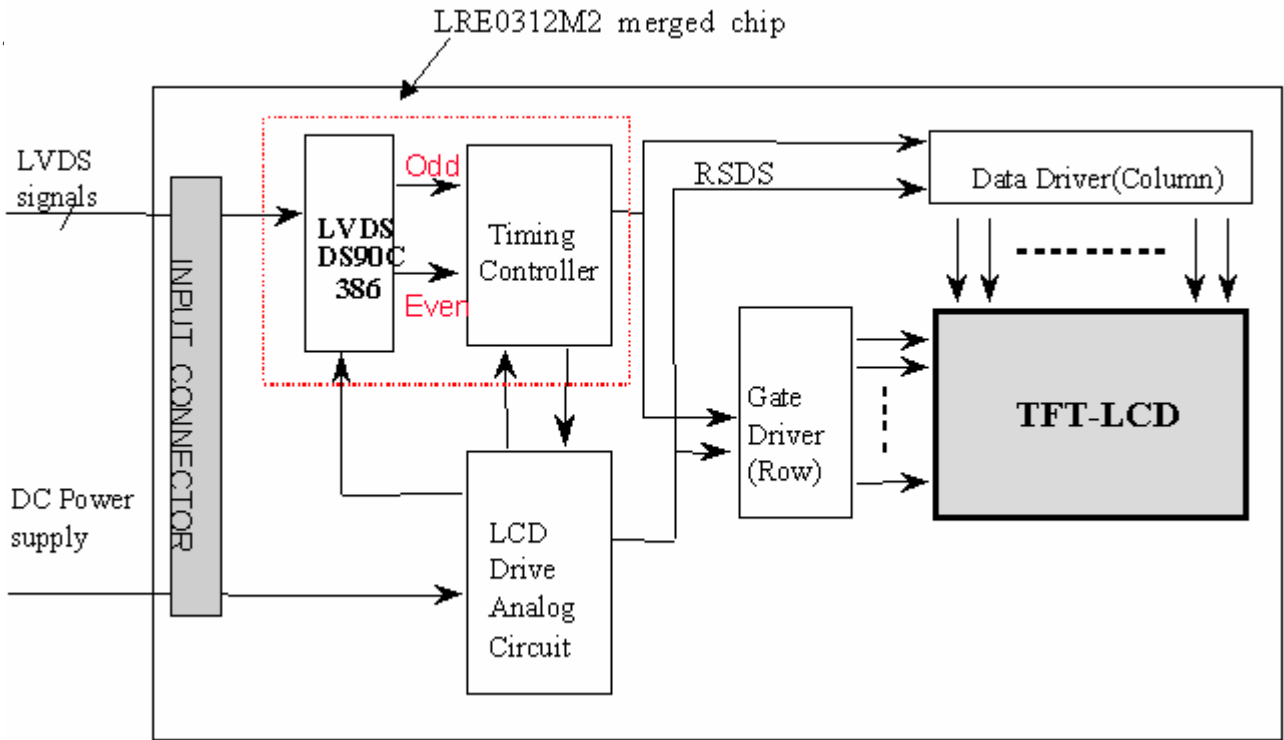 LRE0312M2 merged chip
LVDS
signals
INPUT CONNECTOR
LVDS
DS90C
386
Odd
Even
Timing
Controller
RSDS
Data Driver(Column)
Gate
Driver
(Row)
TFT-LCD
DC Power
supply
LCD
Drive
Analog
Circuit